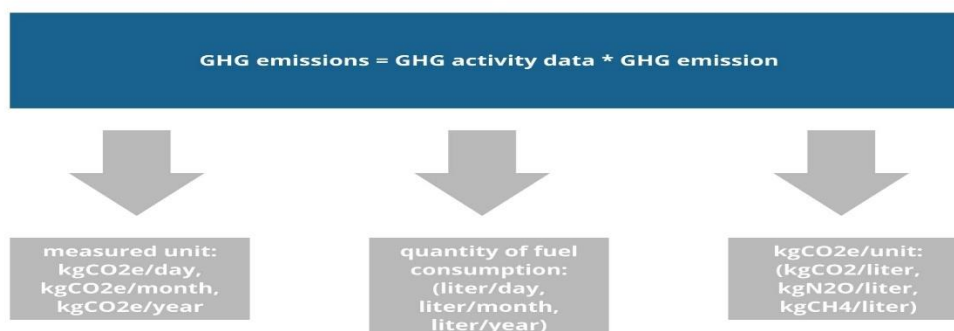 GHG emissions = GHG activity data * GHG emission
measured unit:
kgCO2e/day,
kgCO2e/month,
kgCO2e/year
quantity of fuel
consumption:
(liter/day,
liter/month,
liter/year)
kgCO2e/unit:
(kgCO2/liter,
kgN2O/liter,
kgCH4/liter)